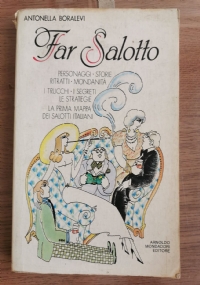 ANTONELLA BORALEVI
Far Salotto
PERSONAGGI • STORIE
RITRATTI • MONDANITÀ
I TRUCCHI • I SEGRETI
LE STRATEGIE
LA PRIMA MAPPA
DEI SALOTTI ITALIANI
ARNOLDO
MONDADORI
EDITORE